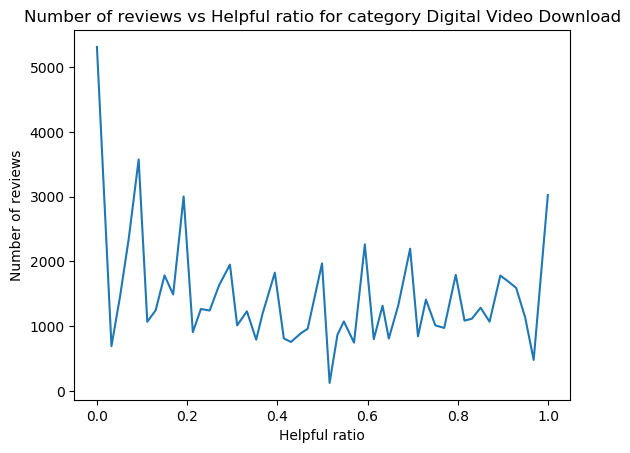 Number of reviews vs Helpful ratio for category Digital Video Download
Number of reviews
5000
4000
3000
2000
1000
0
0.0 0.2 0.4 0.6 0.8 1.0
Helpful ratio